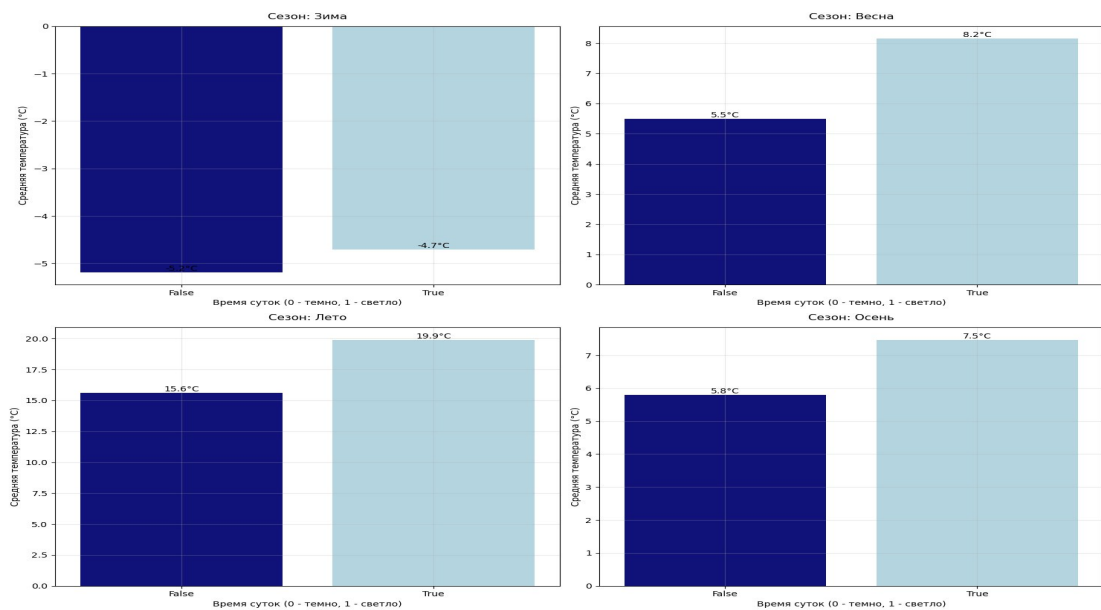 Сезон: Зима
Средняя температура (°C)
0
−1
−2
−3
−4
−5
-5.2°C
-4.7°C
False
True
Время суток (0 - темно, 1 - светло)
Сезон: Весна
Средняя температура (°C)
8
7
6
5
4
3
2
1
0
5.5°C
8.2°C
False
True
Время суток (0 - темно, 1 - светло)
Сезон: Лето
Средняя температура (°C)
20.0
17.5
15.0
12.5
10.0
7.5
5.0
2.5
0.0
15.6°C
19.9°C
False
True
Время суток (0 - темно, 1 - светло)
Сезон: Осень
Средняя температура (°C)
7
6
5
4
3
2
1
0
5.8°C
7.5°C
False
True
Время суток (0 - темно, 1 - светло)